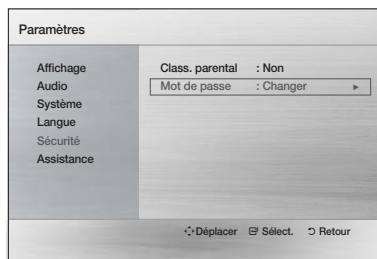 Paramètres
Affichage
Audio
Système
Langue
Sécurité
Assistance
Class. parental : Non
Mot de passe : Changer ►
Déplacer Sélect. Retour